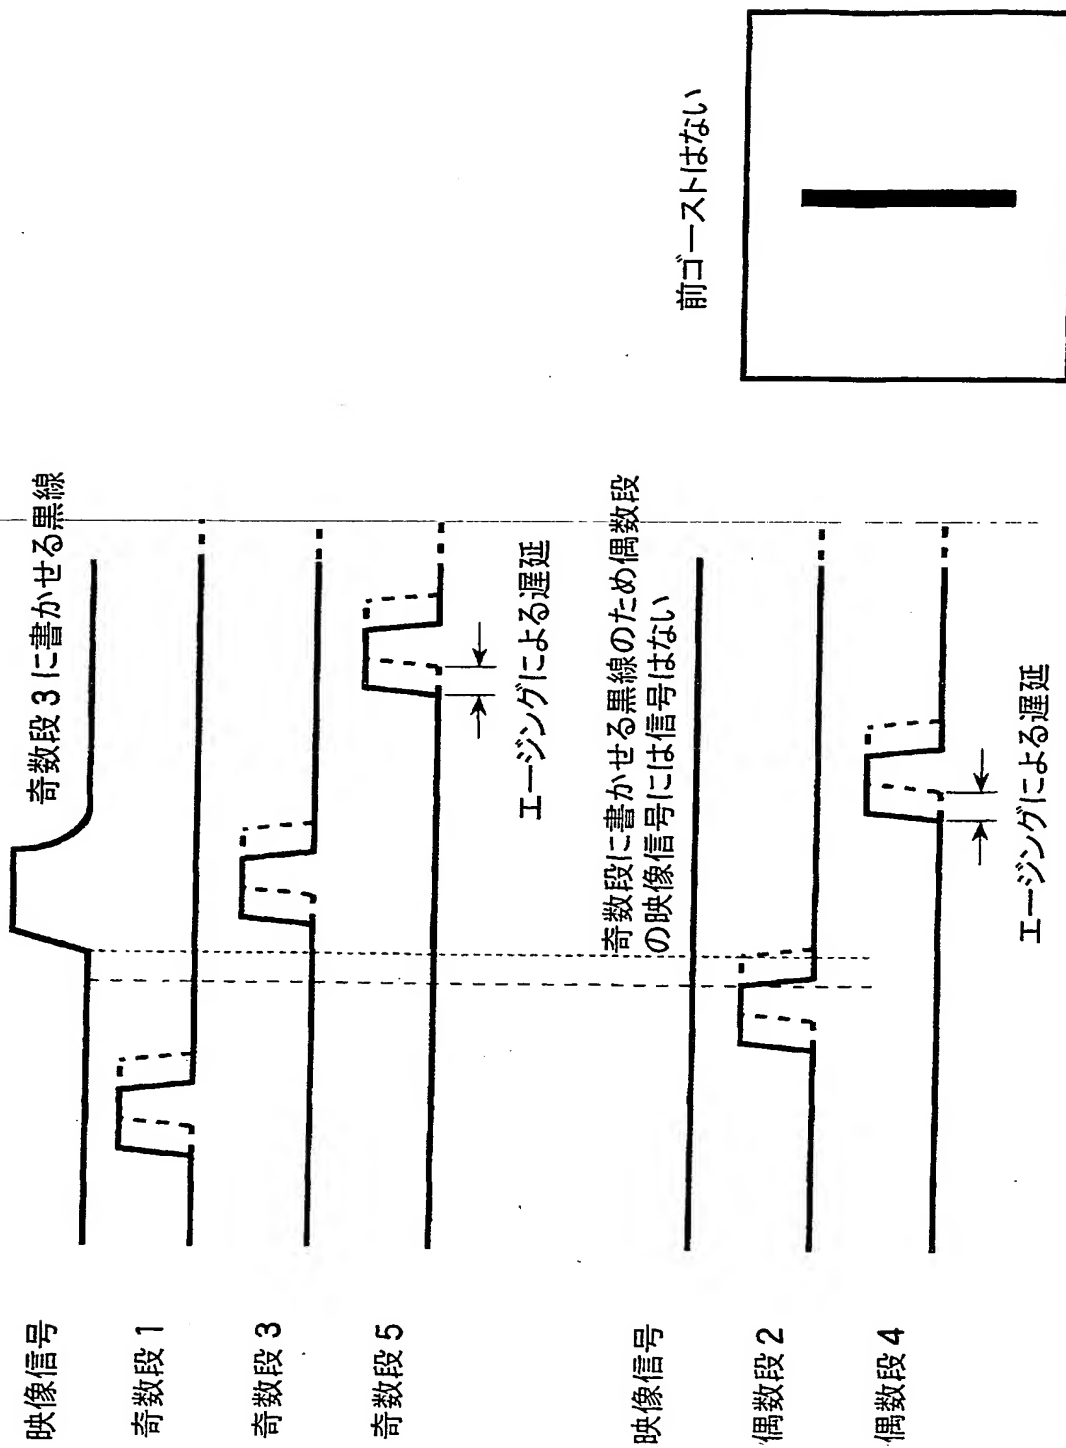 映像信号
奇数段3に書かせる黒線
奇数段1
奇数段3
奇数段5
エージングによる遅延
映像信号
奇数段に書かせる黒線のため偶数段
の映像信号には信号はない
偶数段2
偶数段4
エージングによる遅延
前ゴーストはない